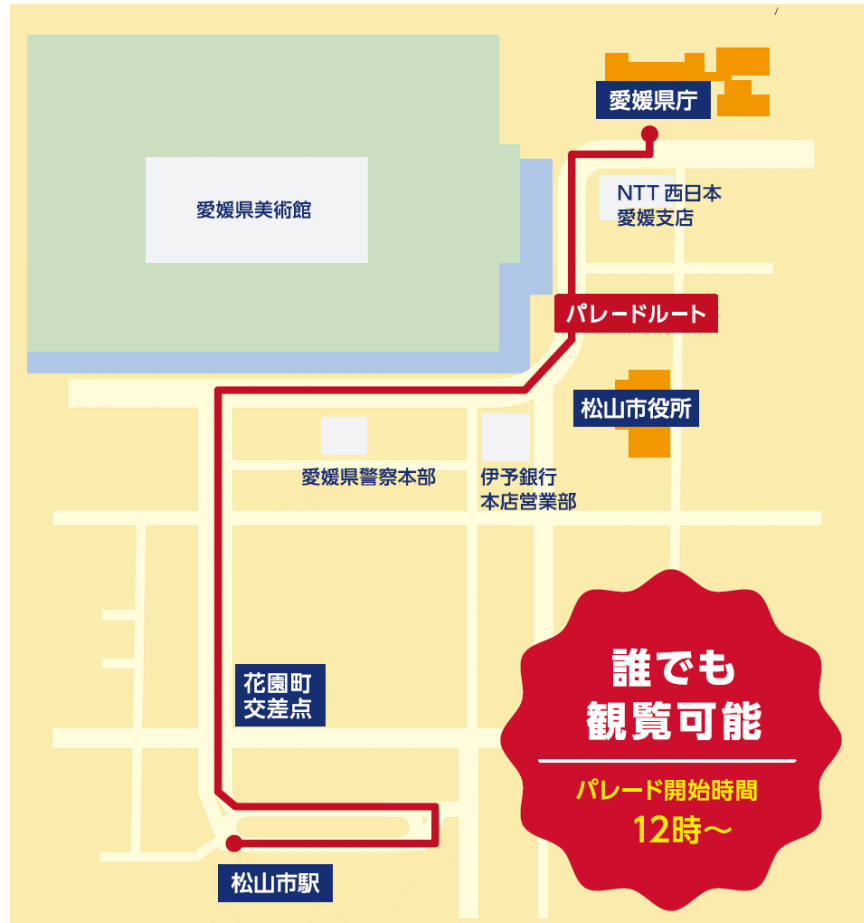 愛媛県庁
NTT 西日本
愛媛支店
愛媛県美術館
パレードルート
松山市役所
愛媛県警察本部
伊予銀行
本店営業部
花園町
交差点
誰でも
観覧可能
パレード開始時間
12時～
松山市駅